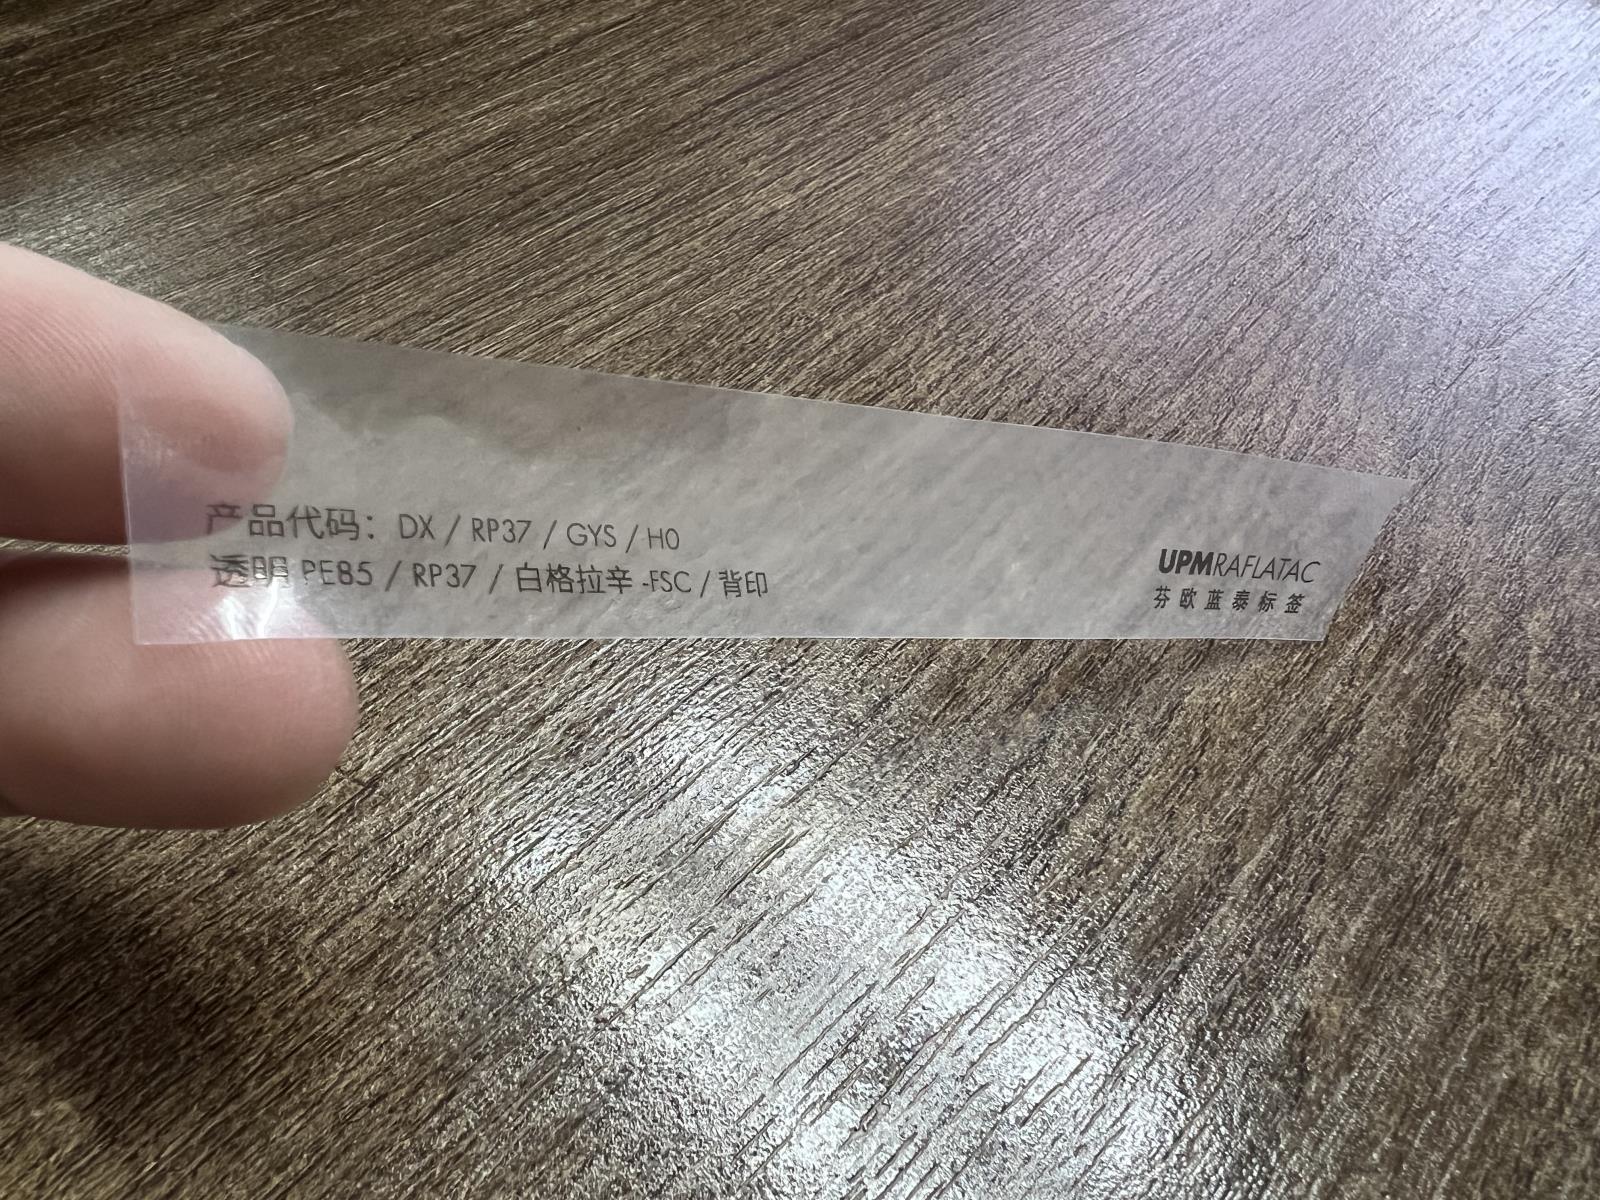 产品代码：DX / RP37 / GYS / H0
透明 PE85 / RP37 / 白格拉辛 -FSC / 背印
UPMRAFLATAC
芬欧蓝泰标签